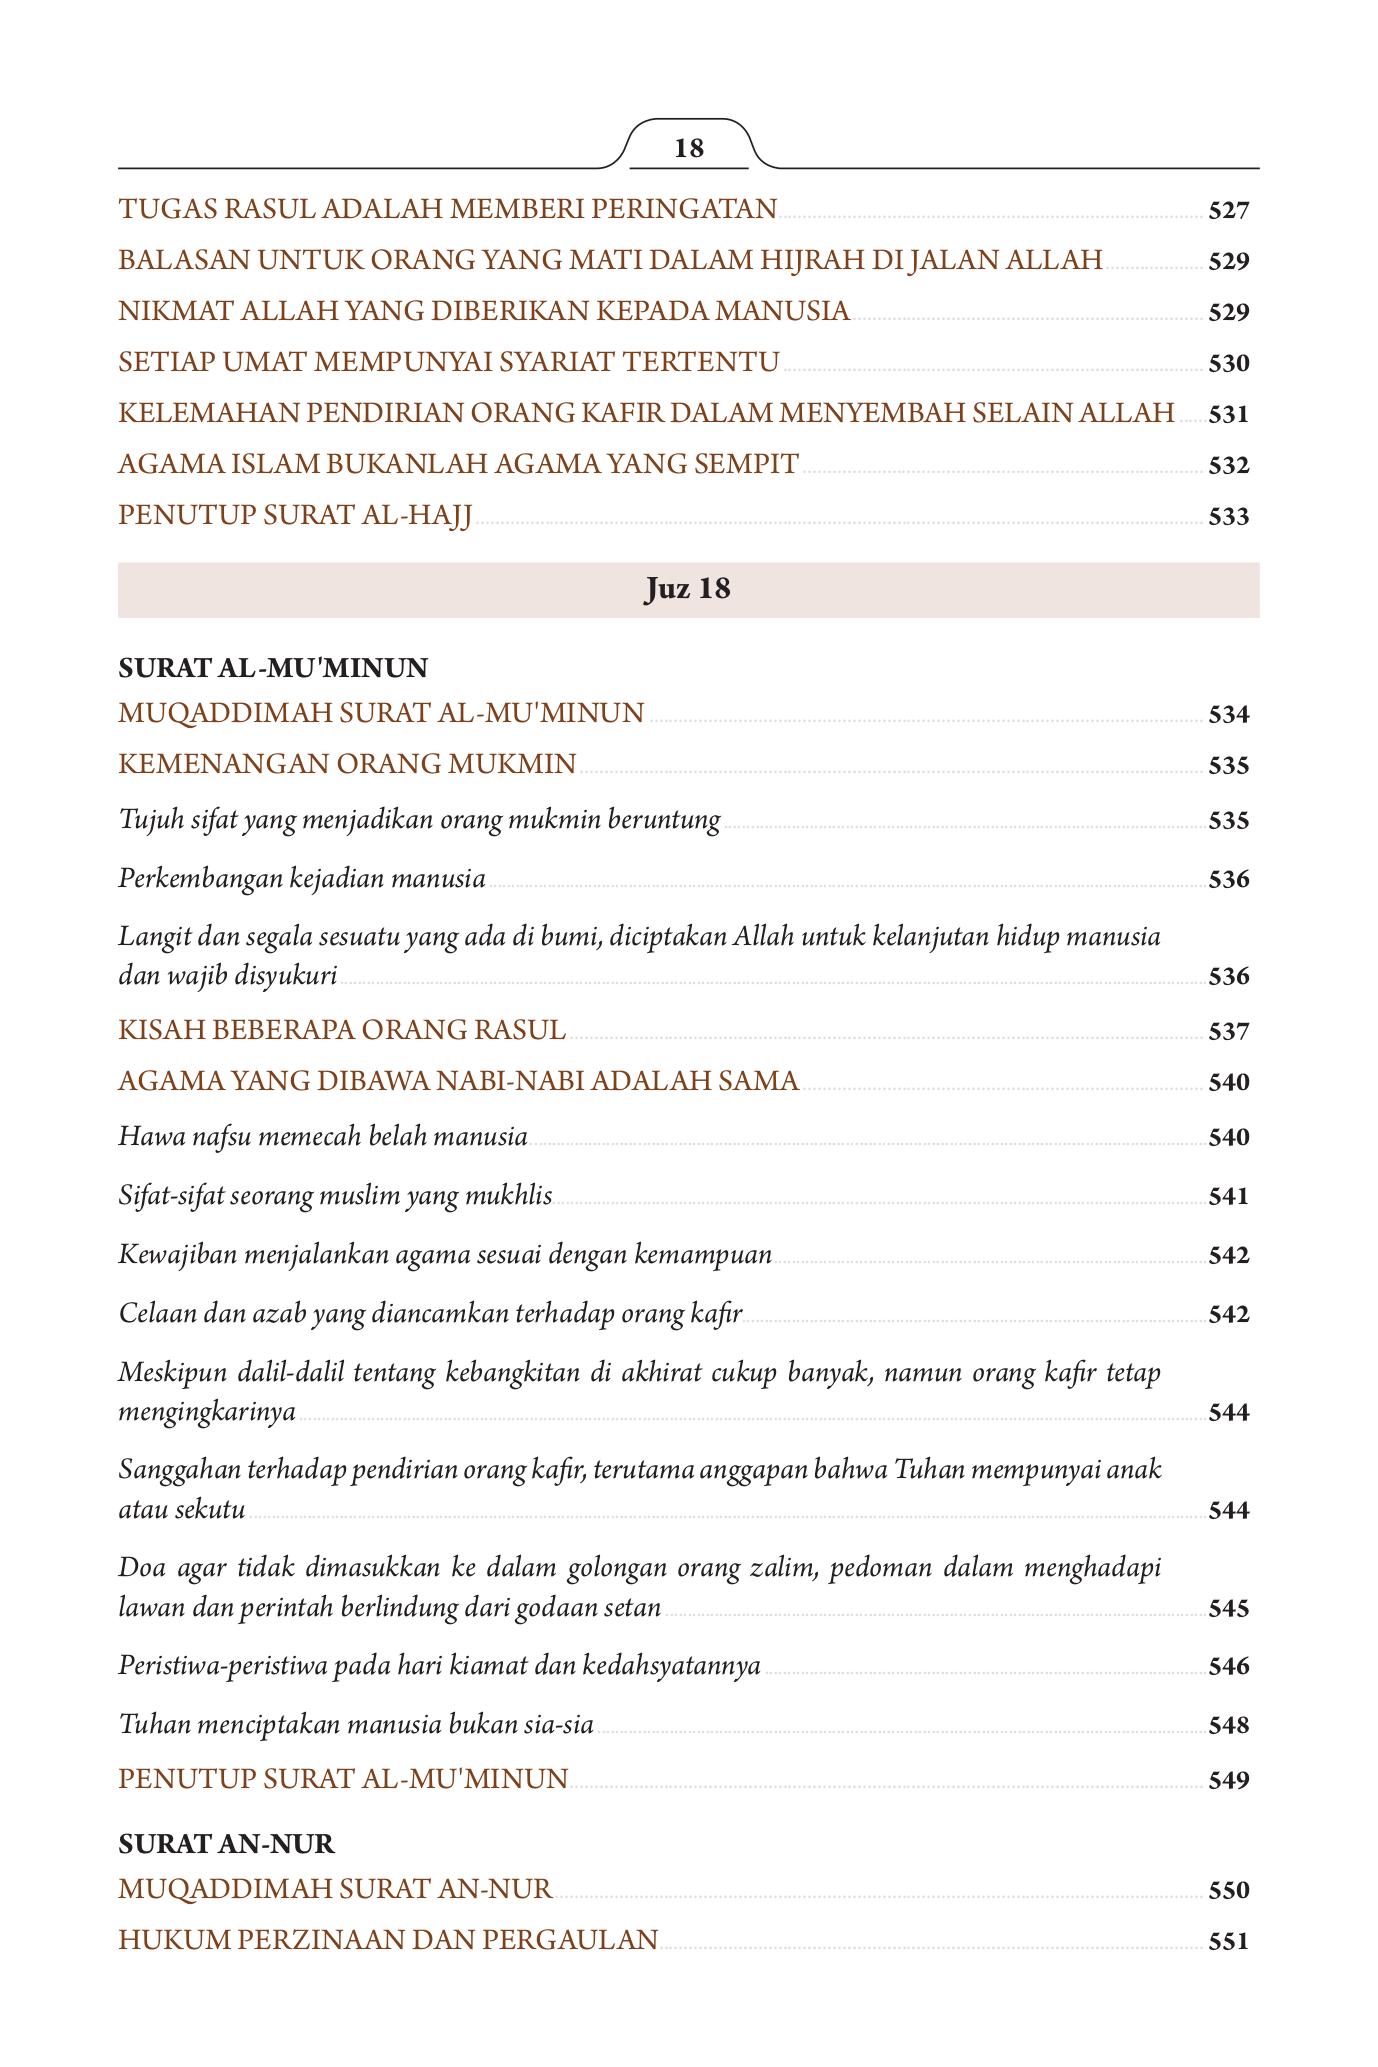 18
TUGAS RASUL ADALAH MEMBERI PERINGATAN 527
BALASAN UNTUK ORANG YANG MATI DALAM HIJRAH DI JALAN ALLAH 529
NIKMAT ALLAH YANG DIBERIKAN KEPADA MANUSIA 529
SETIAP UMAT MEMPUNYAI SYARIAT TERTENTU 530
KELEMAHAN PENDIRIAN ORANG KAFIR DALAM MENYEMBAH SELAIN ALLAH 531
AGAMA ISLAM BUKANLAH AGAMA YANG SEMPIT 532
PENUTUP SURAT AL-HAJJ 533
Juz 18
SURAT AL-MU'MINUN
MUQADDIMAH SURAT AL-MU'MINUN 534
KEMENANGAN ORANG MUKMIN 535
Tujuh sifat yang menjadikan orang mukmin beruntung 535
Perkembangan kejadian manusia 536
Langit dan segala sesuatu yang ada di bumi, diciptakan Allah untuk kelanjutan hidup manusia
dan wajib disyukuri 536
KISAH BEBERAPA ORANG RASUL 537
AGAMA YANG DIBAWA NABI-NABI ADALAH SAMA 540
Hawa nafsu memecah belah manusia 540
Sifat-sifat seorang muslim yang mukhlis 541
Kewajiban menjalankan agama sesuai dengan kemampuan 542
Celaan dan azab yang diancamkan terhadap orang kafir 542
Meskipun dalil-dalil tentang kebangkitan di akhirat cukup banyak, namun orang kafir tetap
mengingkarinya 544
Sanggahan terhadap pendirian orang kafir, terutama anggapan bahwa Tuhan mempunyai anak
atau sekutu 544
Doa agar tidak dimasukkan ke dalam golongan orang zalim, pedoman dalam menghadapi
lawan dan perintah berlindung dari godaan setan 545
Peristiwa-peristiwa pada hari kiamat dan kedahsyatannya 546
Tuhan menciptakan manusia bukan sia-sia 548
PENUTUP SURAT AL-MU'MINUN 549
SURAT AN-NUR
MUQADDIMAH SURAT AN-NUR 550
HUKUM PERZINAAN DAN PERGAULAN 551